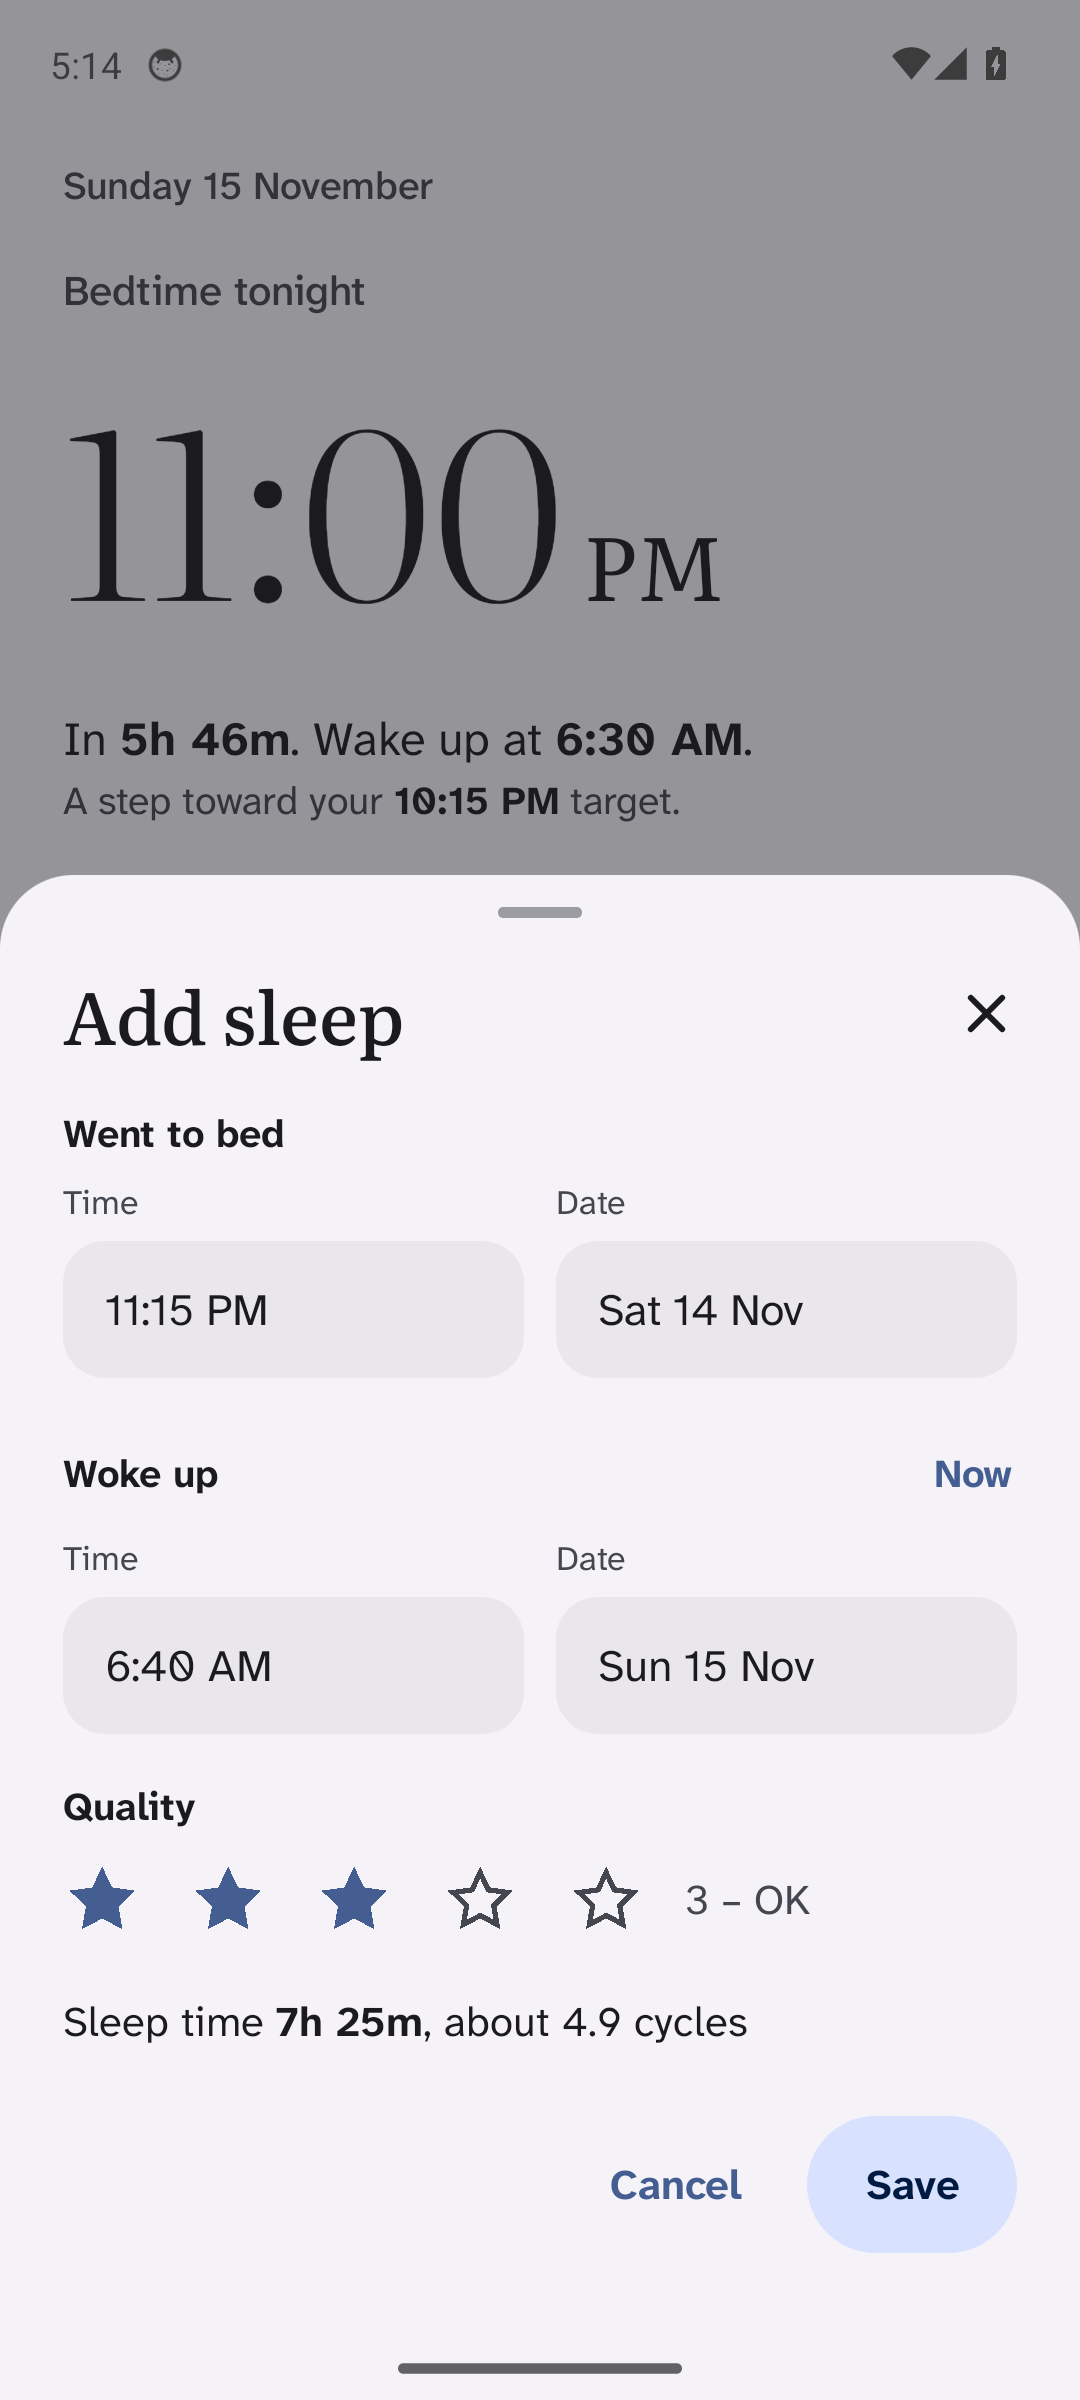 5:14
Sunday 15 November
Bedtime tonight
11:00 PM
In 5h 46m. Wake up at 6:30 AM.
A step toward your 10:15 PM target.
Add sleep
Went to bed
Time Date
11:15 PM Sat 14 Nov
Woke up Now
Time Date
6:40 AM Sun 15 Nov
Quality
3 – OK
Sleep time 7h 25m, about 4.9 cycles
Cancel Save